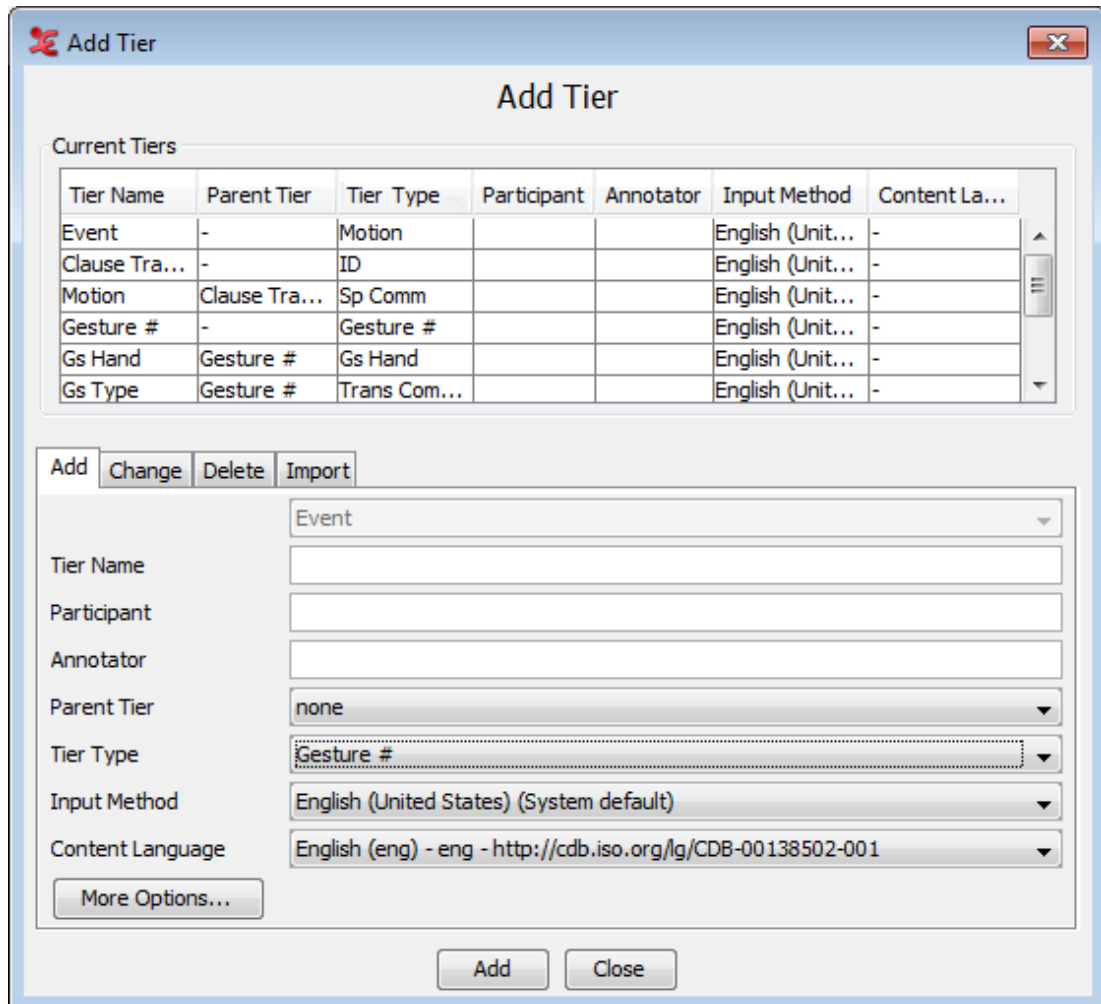 Add Tier
Add Tier
Current Tiers
Tier Name Parent Tier Tier Type Participant Annotator Input Method Content La...
Event - Motion English (Unit... -
Clause Tra... - ID English (Unit... -
Motion Clause Tra... Sp Comm English (Unit... -
Gesture # - Gesture # English (Unit... -
Gs Hand Gesture # Gs Hand English (Unit... -
Gs Type Gesture # Trans Com... English (Unit... -
Add Change Delete Import
Event
Tier Name
Participant
Annotator
Parent Tier none
Tier Type Gesture #
Input Method English (United States) (System default)
Content Language English (eng) - eng - http://cdb.iso.org/lg/CDB-00138502-001
More Options...
Add Close